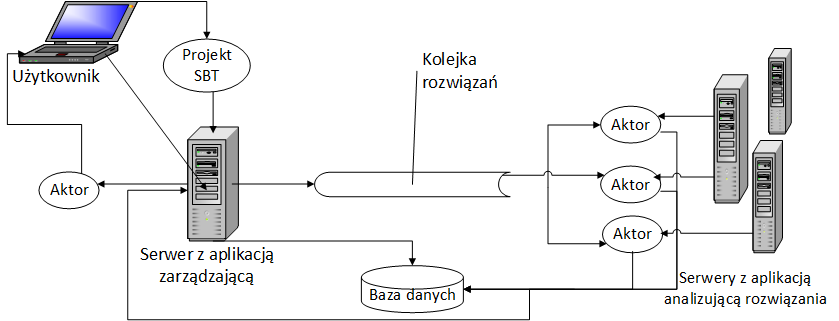 Użytkownik
Projekt
SBT
Kolejka
rozwiązań
Aktor
Aktor
Aktor
Aktor
Serwer z aplikacją
zarządzającą
Baza danych
Serwery z aplikacją
analizującą rozwiązania